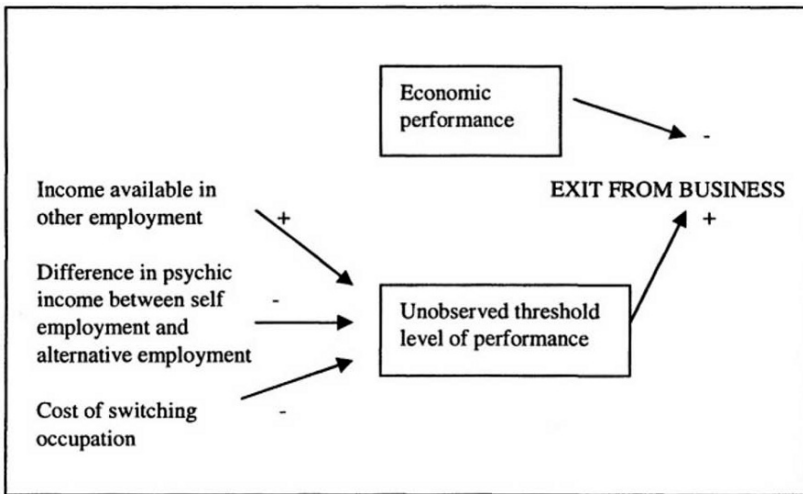 Economic
performance
-
Income available in
other employment
+
EXIT FROM BUSINESS
+
Difference in psychic
income between self
employment and
alternative employment
-
Unobserved threshold
level of performance
Cost of switching
occupation
-